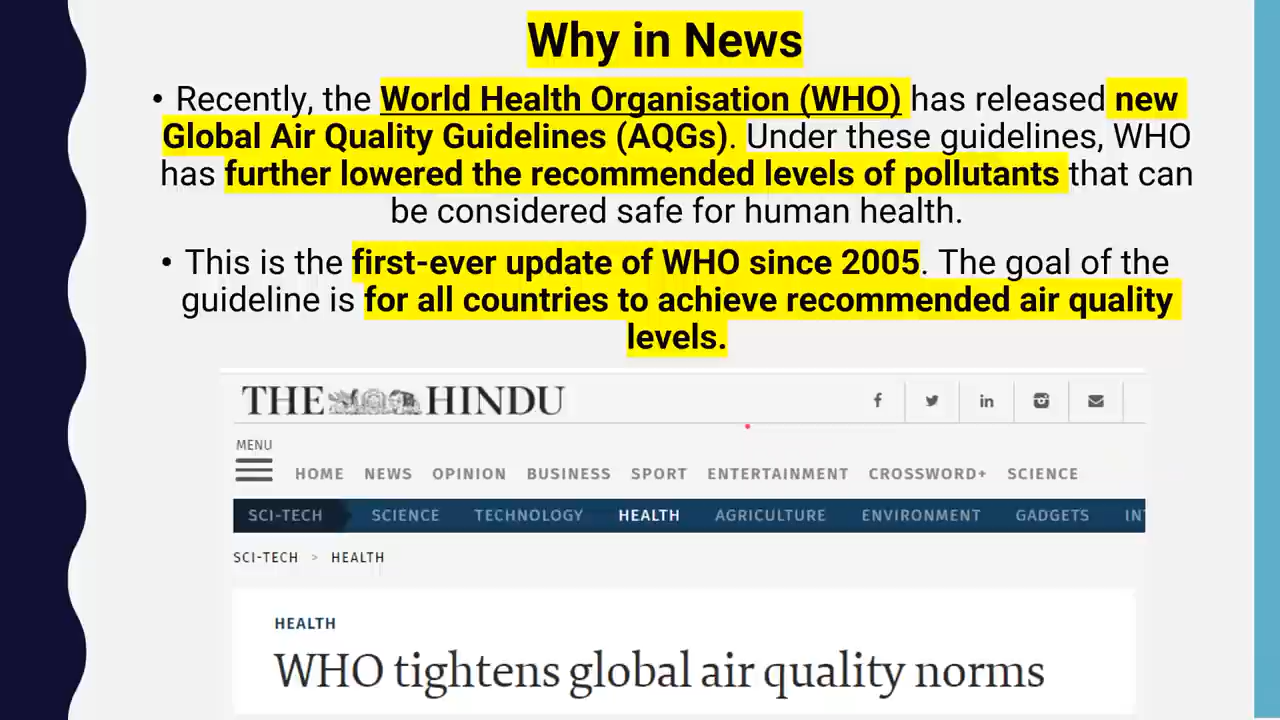 Why in News
• Recently, the World Health Organisation (WHO) has released new
Global Air Quality Guidelines (AQGs). Under these guidelines, WHO
has further lowered the recommended levels of pollutants that can
be considered safe for human health.
• This is the first-ever update of WHO since 2005. The goal of the
guideline is for all countries to achieve recommended air quality
levels.
THE HINDU
MENU
HOME NEWS OPINION BUSINESS SPORT ENTERTAINMENT CROSSWORD+ SCIENCE
SCI-TECH SCIENCE TECHNOLOGY HEALTH AGRICULTURE ENVIRONMENT GADGETS IN
SCI-TECH > HEALTH
HEALTH
WHO tightens global air quality norms